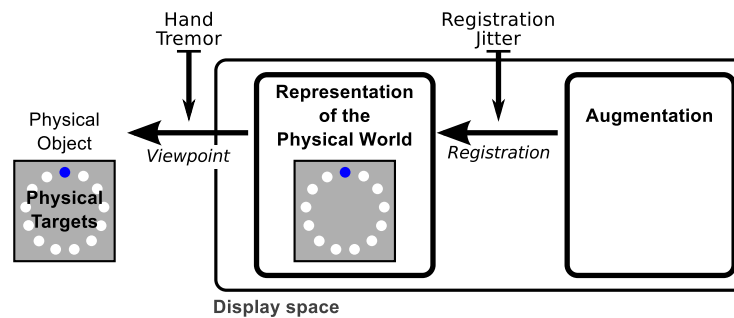 Hand
Tremor
Registration
Jitter
Physical
Object
Viewpoint
Representation
of the
Physical World
Registration
Augmentation
Physical
Targets
Display space